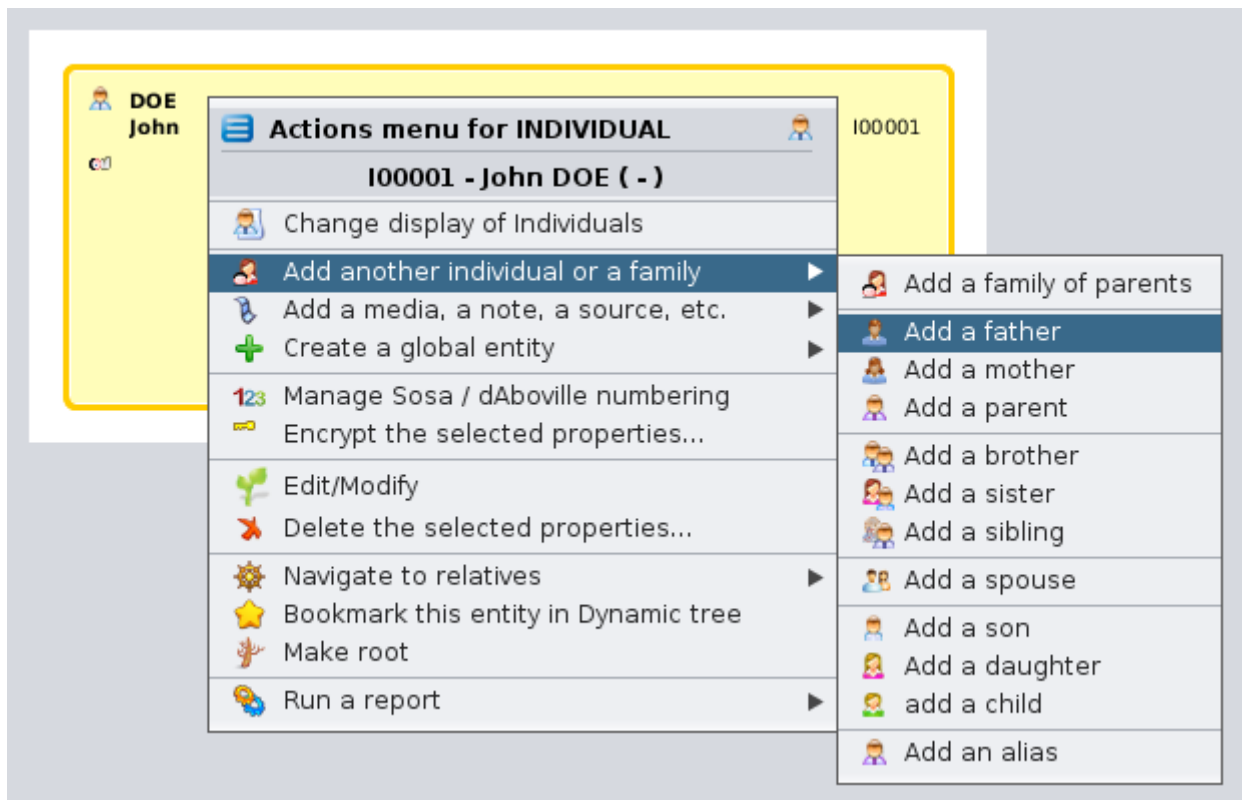 DOE
John
I00001
Actions menu for INDIVIDUAL
I00001 - John DOE ( - )
Change display of Individuals
Add another individual or a family
Add a media, a note, a source, etc.
Create a global entity
123 Manage Sosa / dAboville numbering
Encrypt the selected properties...
Edit/Modify
Delete the selected properties...
Navigate to relatives
Bookmark this entity in Dynamic tree
Make root
Run a report
Add a family of parents
Add a father
Add a mother
Add a parent
Add a brother
Add a sister
Add a sibling
Add a spouse
Add a son
Add a daughter
add a child
Add an alias